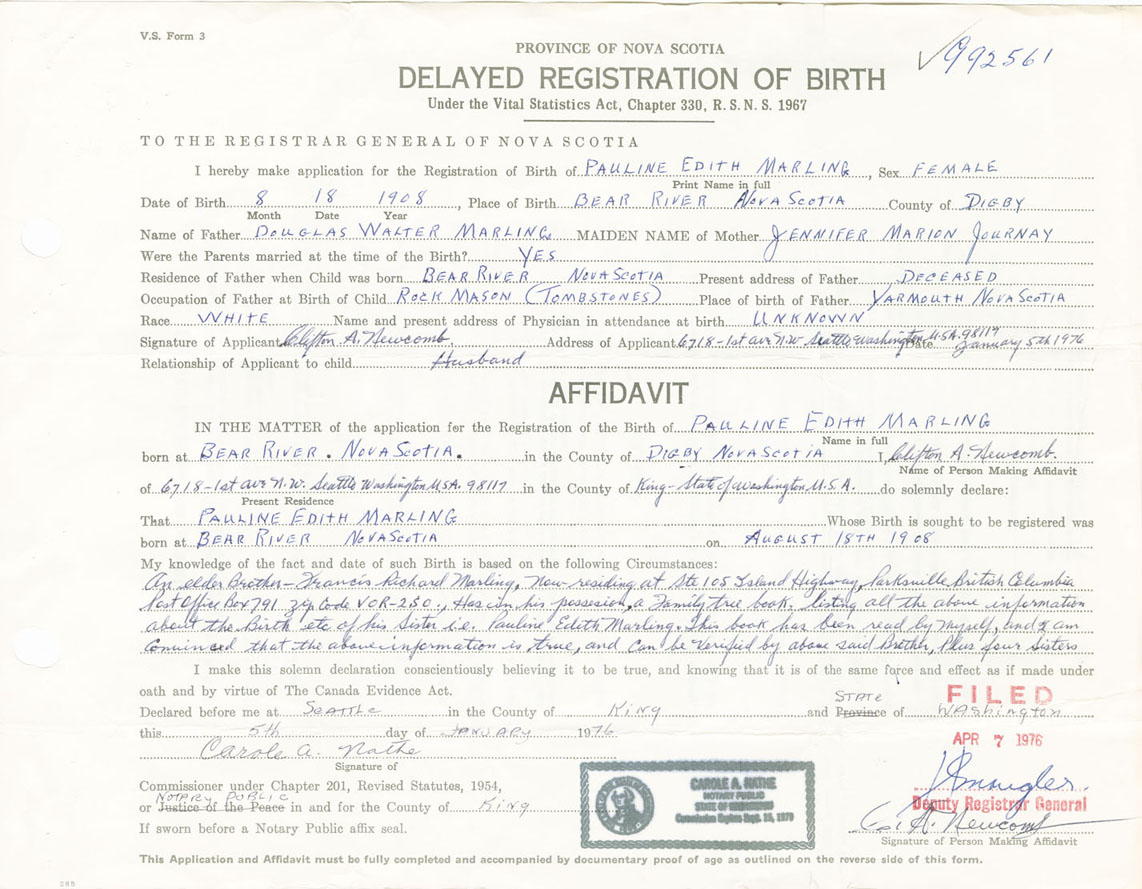 V.S. Form 3
992561
PROVINCE OF NOVA SCOTIA
DELAYED REGISTRATION OF BIRTH
Under the Vital Statistics Act, Chapter 330, R. S. N. S. 1967
TO THE REGISTRAR GENERAL OF NOVA SCOTIA
I hereby make application for the Registration of Birth of PAULINE EDITH MARLING, Sex FEMALE
Print Name in full
Date of Birth 8 18 1908, Place of Birth BEAR RIVER NOVA SCOTIA County of DIGBY
Month Date Year
Name of Father DOUGLAS WALTER MARLING MAIDEN NAME of Mother JENNIFER MARION JOURNAY
Were the Parents married at the time of the Birth? YES
Residence of Father when Child was born BEAR RIVER NOVA SCOTIA Present address of Father DECEASED
Occupation of Father at Birth of Child ROCK MASON (TOMBSTONES) Place of birth of Father YARMOUTH NOVA SCOTIA
Race WHITE Name and present address of Physician in attendance at birth UNKNOWN
Signature of Applicant Clifton A. Newcomb. Address of Applicant 6718-1st ave N.W. Seattle Washington U.S.A. 98117 Date January 5th 1976
Relationship of Applicant to child Husband
AFFIDAVIT
IN THE MATTER of the application for the Registration of the Birth of PAULINE EDITH MARLING
Name in full
born at BEAR RIVER. NOVA SCOTIA. in the County of DIGBY NOVA SCOTIA I, Clifton A. Newcomb.
Name of Person Making Affidavit
of 6718-1st ave N.W. Seattle Washington U.S.A. 98117 in the County of King-State of Washington U.S.A. do solemnly declare:
Present Residence
That PAULINE EDITH MARLING Whose Birth is sought to be registered was
born at BEAR RIVER NOVA SCOTIA on AUGUST 18TH 1908
My knowledge of the fact and date of such Birth is based on the following Circumstances:
An elder Brother-Francis Richard Marling, Now residing at Ste 105 Island Highway, Parksville British Columbia
Post Office Box 791. zip Code VOR-2SO., Has in his possesion, a Family tree book. listing all the above information
about the Birth etc of his Sister i.e. Pauline Edith Marling. This book has been read by myself, and I am
Convinced that the above information is true, and can be verified by above said Brother, Plus four Sisters
I make this solemn declaration conscientiously believing it to be true, and knowing that it is of the same force and effect as if made under
oath and by virtue of The Canada Evidence Act.
Declared before me at SEATTLE in the County of King and Province STATE of WAShington
FILED
this 5th day of JANUARY 1976
APR 7 1976
Carole A. Nathe
Signature of
Commissioner under Chapter 201, Revised Statutes, 1954,
or Justice of the Peace NOTARY PUBLIC in and for the County of King
If sworn before a Notary Public affix seal.
CAROLE A. NATHE
NOTARY PUBLIC
STATE OF
Commission Expires Sept. 1979
Deputy Registrar General
C. A. Newcomb
Signature of Person Making Affidavit
This Application and Affidavit must be fully completed and accompanied by documentary proof of age as outlined on the reverse side of this form.